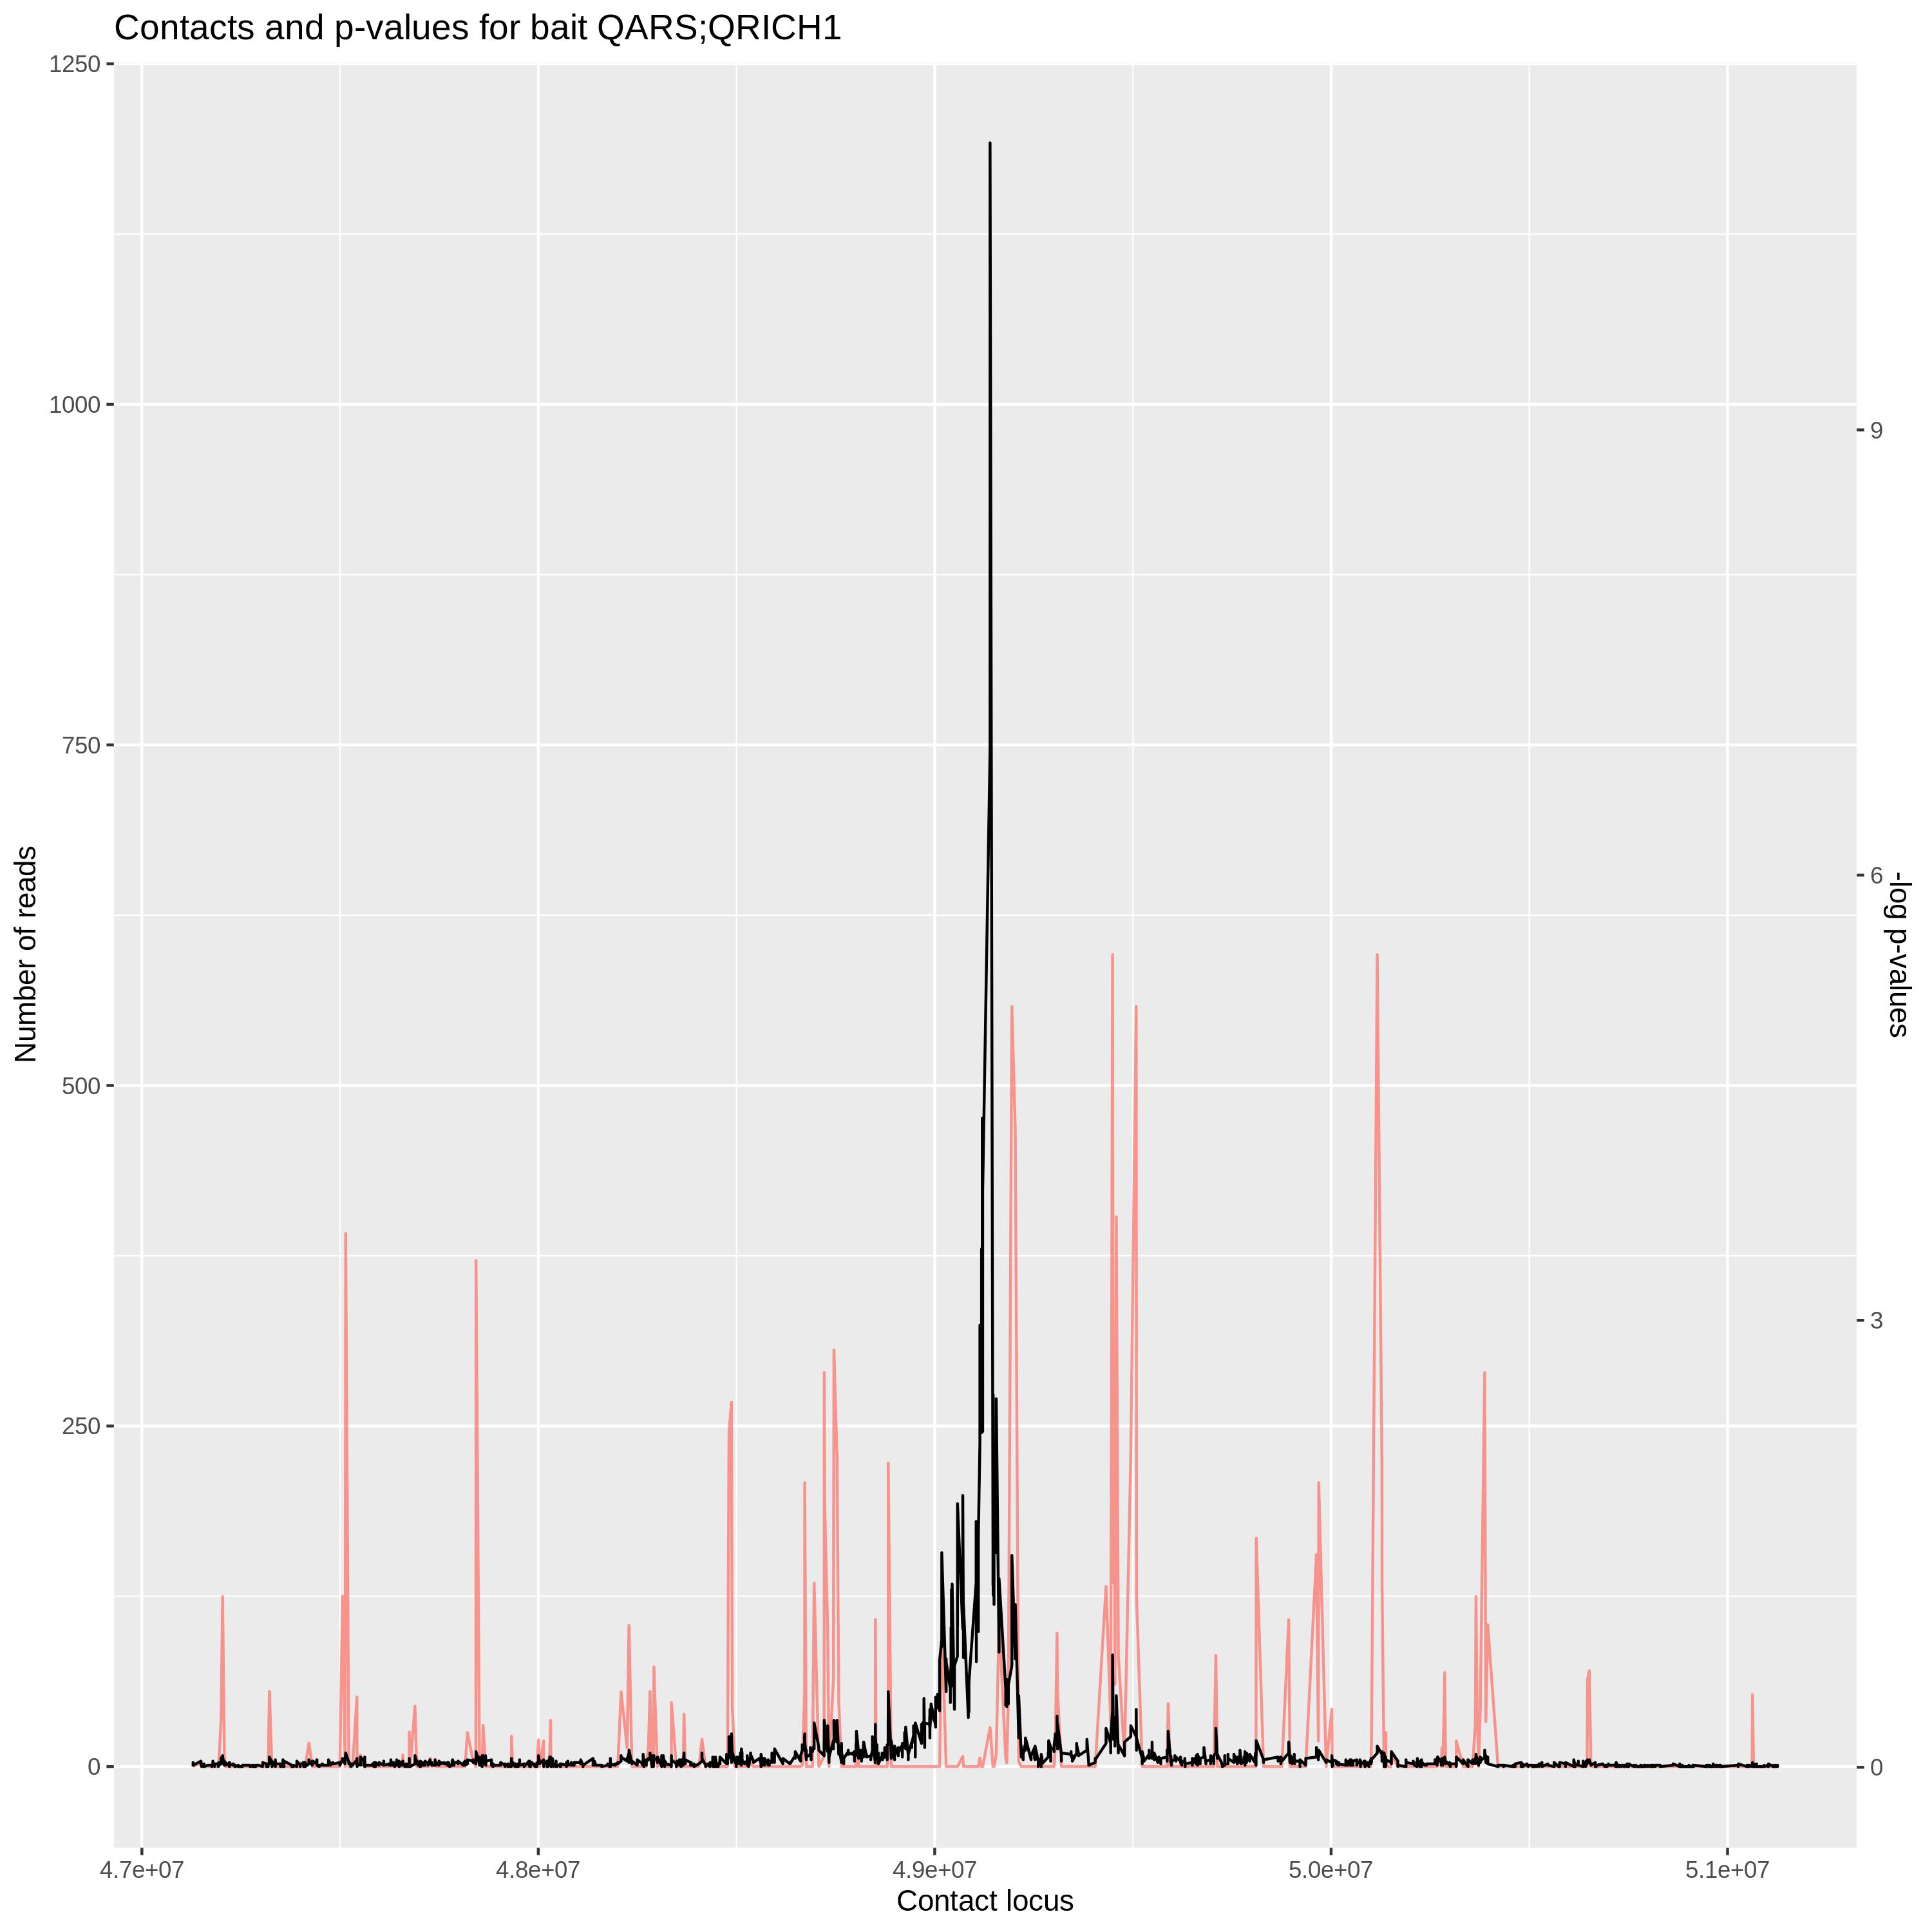 Contacts and p-values for bait QARS;QRICH1
1250
1000
750
500
250
0
Number of reads
9
6
3
0
-log p-values
4.7e+07
4.8e+07
4.9e+07
5.0e+07
5.1e+07
Contact locus